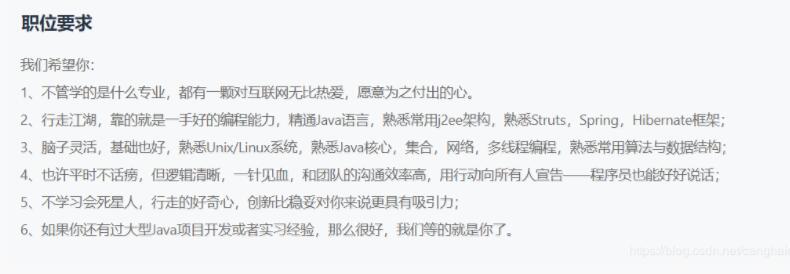 职位要求
我们希望你：
1、不管学的是什么专业，都有一颗对互联网无比热爱，愿意为之付出的心。
2、行走江湖，靠的就是一手好的编程能力，精通Java语言，熟悉常用j2ee架构，熟悉Struts，Spring，Hibernate框架；
3、脑子灵活，基础也好，熟悉Unix/Linux系统，熟悉Java核心，集合，网络，多线程编程，熟悉常用算法与数据结构；
4、也许平时不话痨，但逻辑清晰，一针见血，和团队的沟通效率高，用行动向所有人宣告——程序员也能好好说话；
5、不学习会死星人，行走的好奇心，创新比稳妥对你来说更具有吸引力；
6、如果你还有过大型Java项目开发或者实习经验，那么很好，我们等的就是你了。